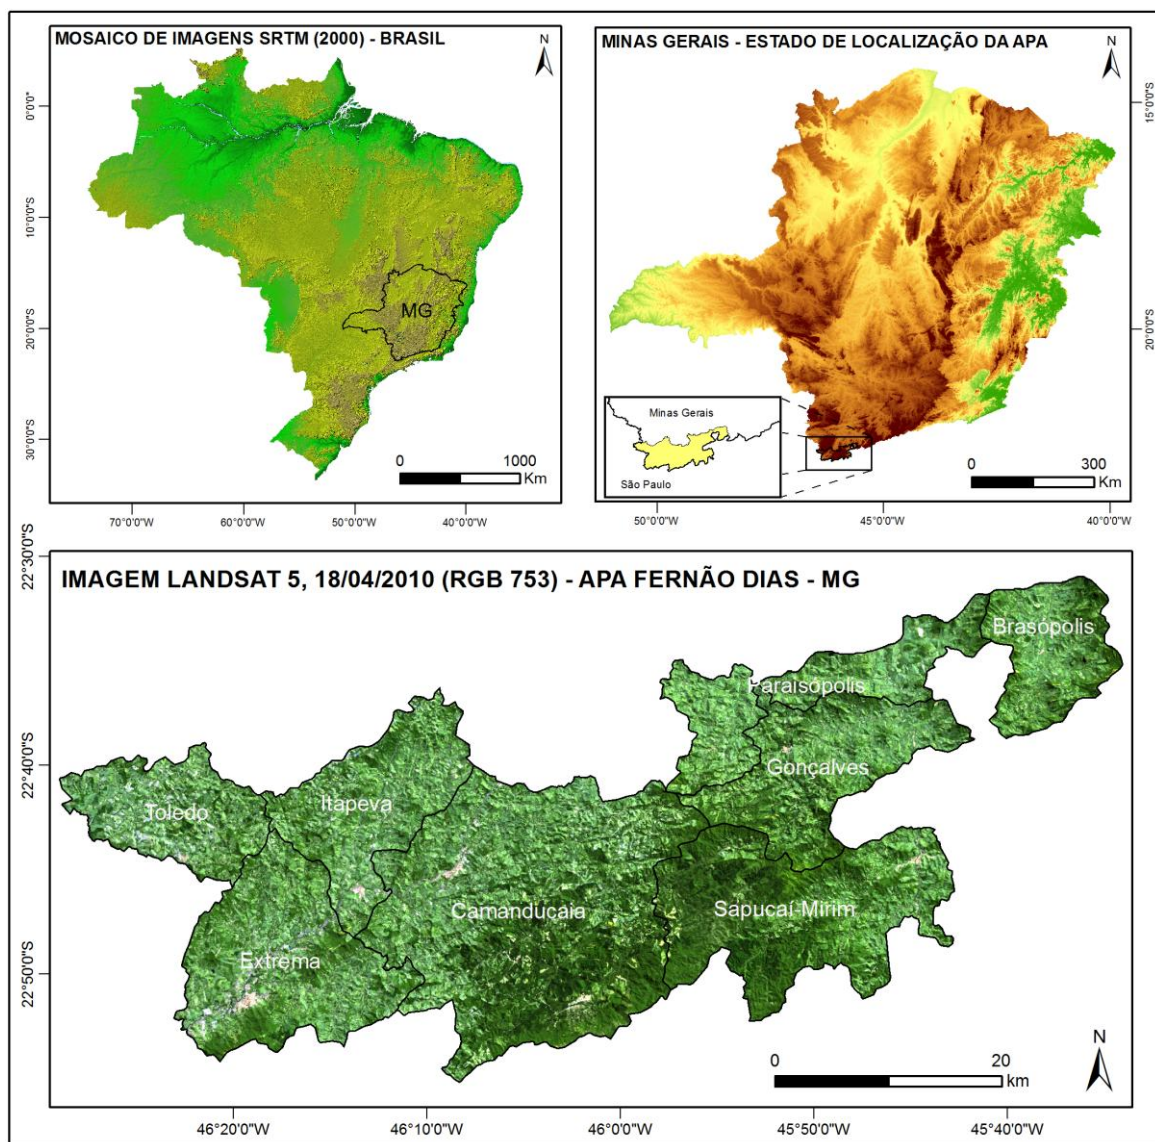 MOSAICO DE IMAGENS SRTM (2000) - BRASIL
N
0°0'0"
10°0'0"S
20°0'0"S
30°0'0"S
MG
0 1000
Km
70°0'0"W 60°0'0"W 50°0'0"W 40°0'0"W
MINAS GERAIS - ESTADO DE LOCALIZAÇÃO DA APA
N
15°0'0"S
20°0'0"S
Minas Gerais
São Paulo
0 300
Km
50°0'0"W 45°0'0"W 40°0'0"W
IMAGEM LANDSAT 5, 18/04/2010 (RGB 753) - APA FERNÃO DIAS - MG
22°30'0"S
22°40'0"S
22°50'0"S
Brasópolis
Paraisópolis
Gonçalves
Itapeva
Toledo
Camanducaia
Sapucaí-Mirim
Extrema
N
0 20
km
46°20'0"W 46°10'0"W 46°0'0"W 45°50'0"W 45°40'0"W